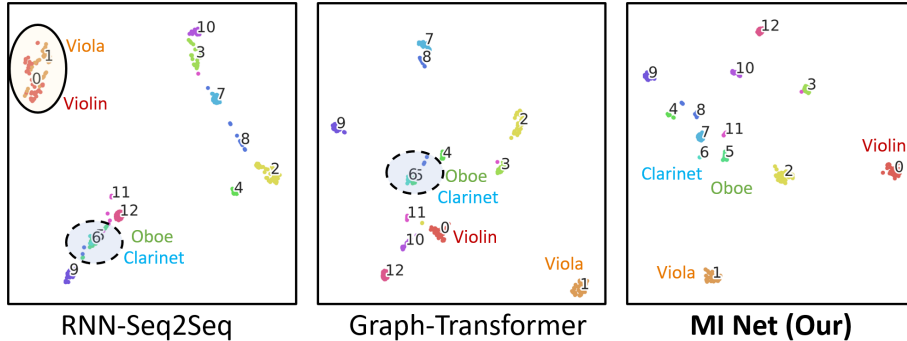 10
3
1 Viola
0
Violin
7
8
2
4
11
12
6 Oboe
Clarinet
9
RNN-Seq2Seq
7
8
2
9
4
3
65 Oboe
Clarinet
11
0 Violin
10
12
Viola
1
Graph-Transformer
12
10
9
3
4
8
7
11
Violin
6
5
0
Clarinet
2
Oboe
Viola
1
MI Net (Our)